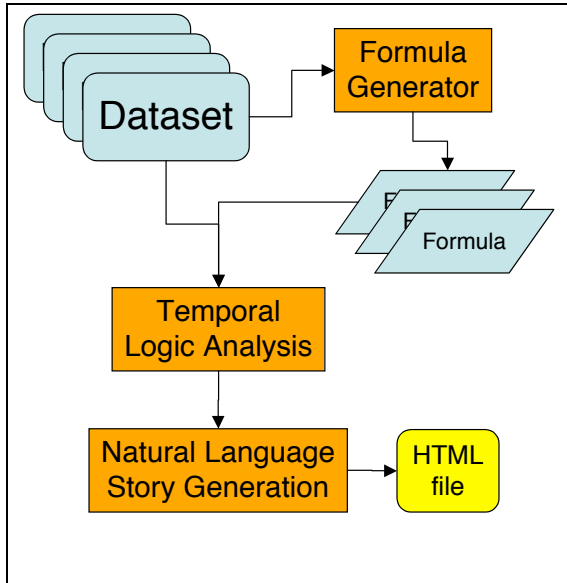 Dataset
Formula
Generator
F
F
Formula
Temporal
Logic Analysis
Natural Language
Story Generation
HTML
file